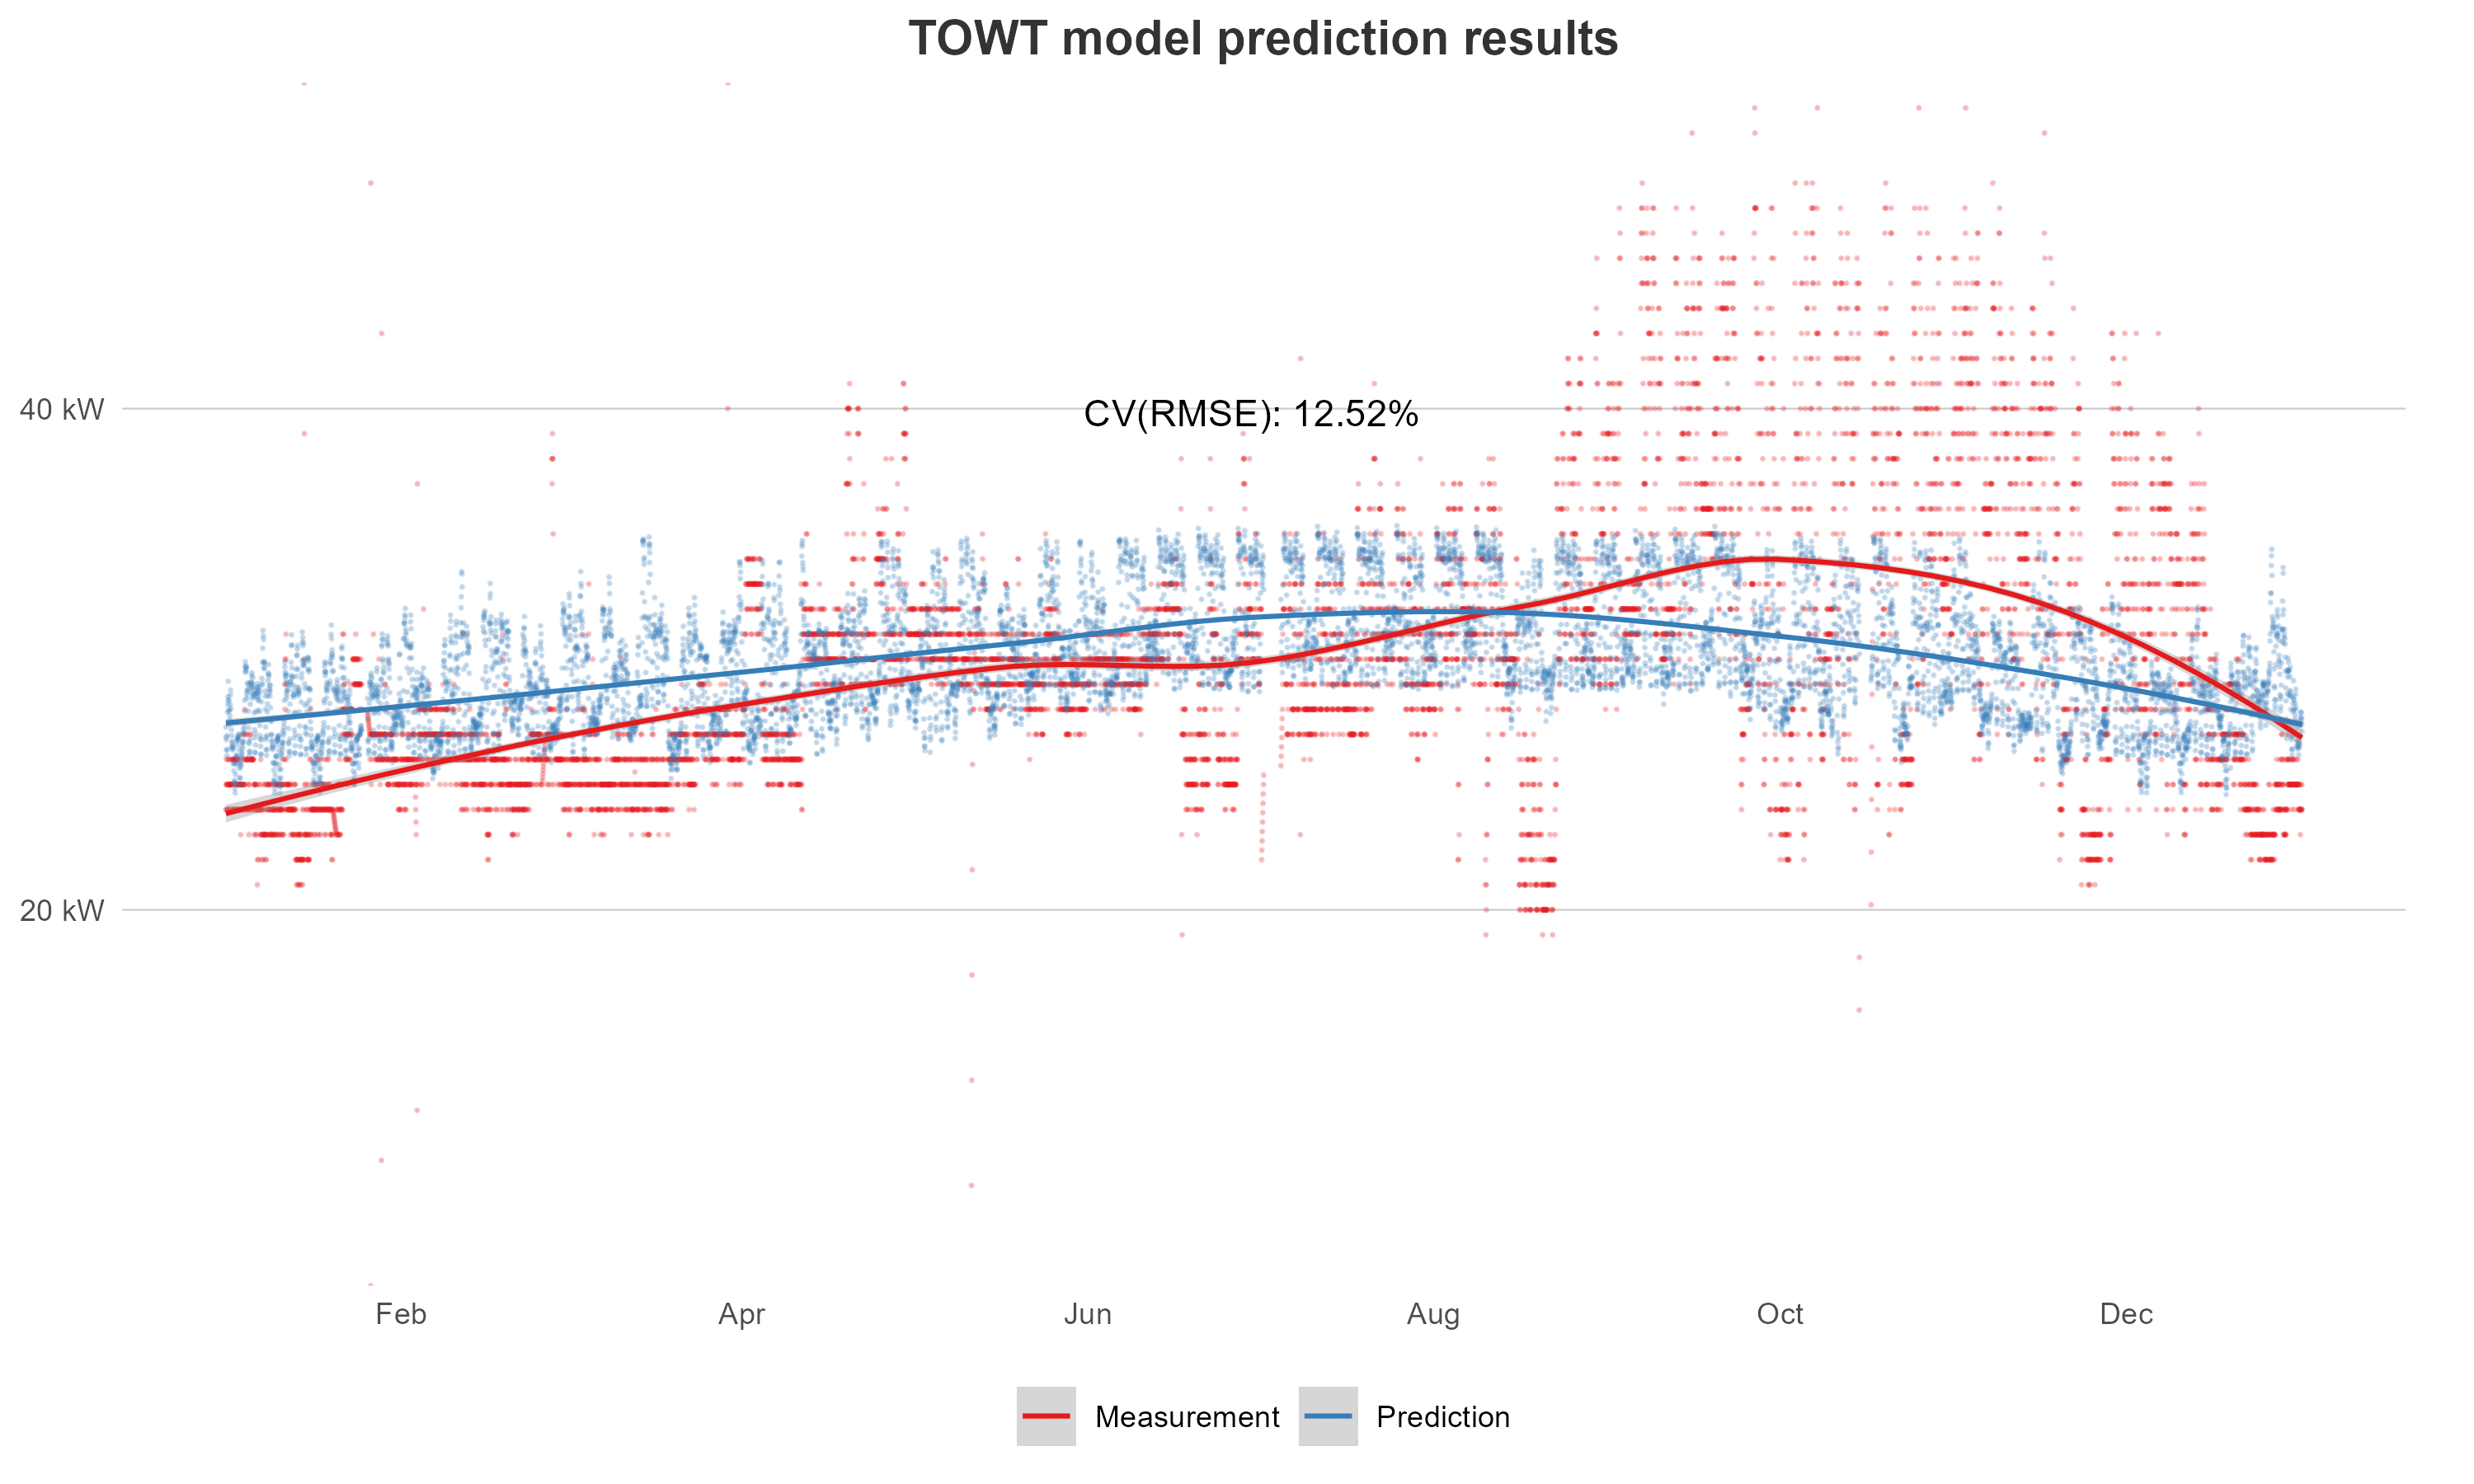 TOWT model prediction results
40 kW
CV(RMSE): 12.52%
20 kW
Feb Apr Jun Aug Oct Dec
Measurement Prediction